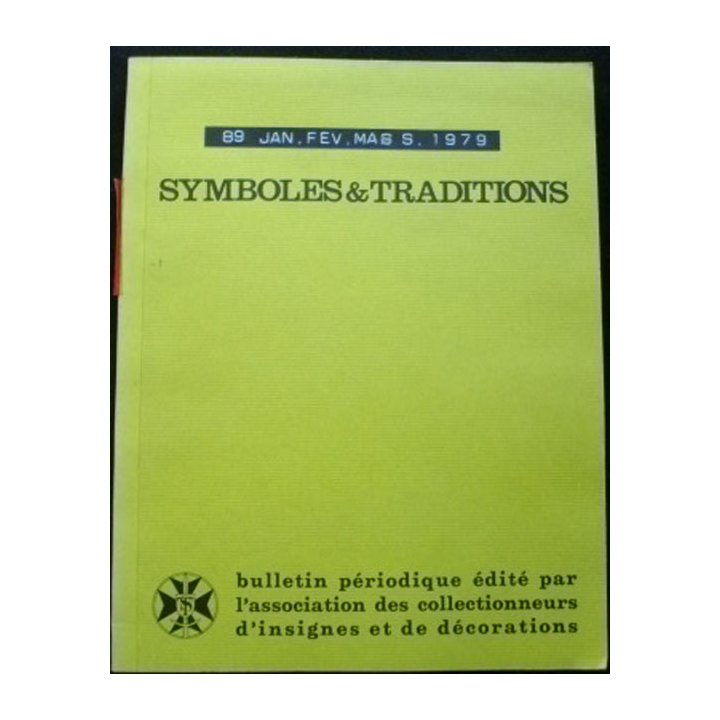 89 JAN.FEV.MARS S.1979
SYMBOLES&TRADITIONS
bulletin périodique édité par
l'association des collectionneurs
d'insignes et de décorations